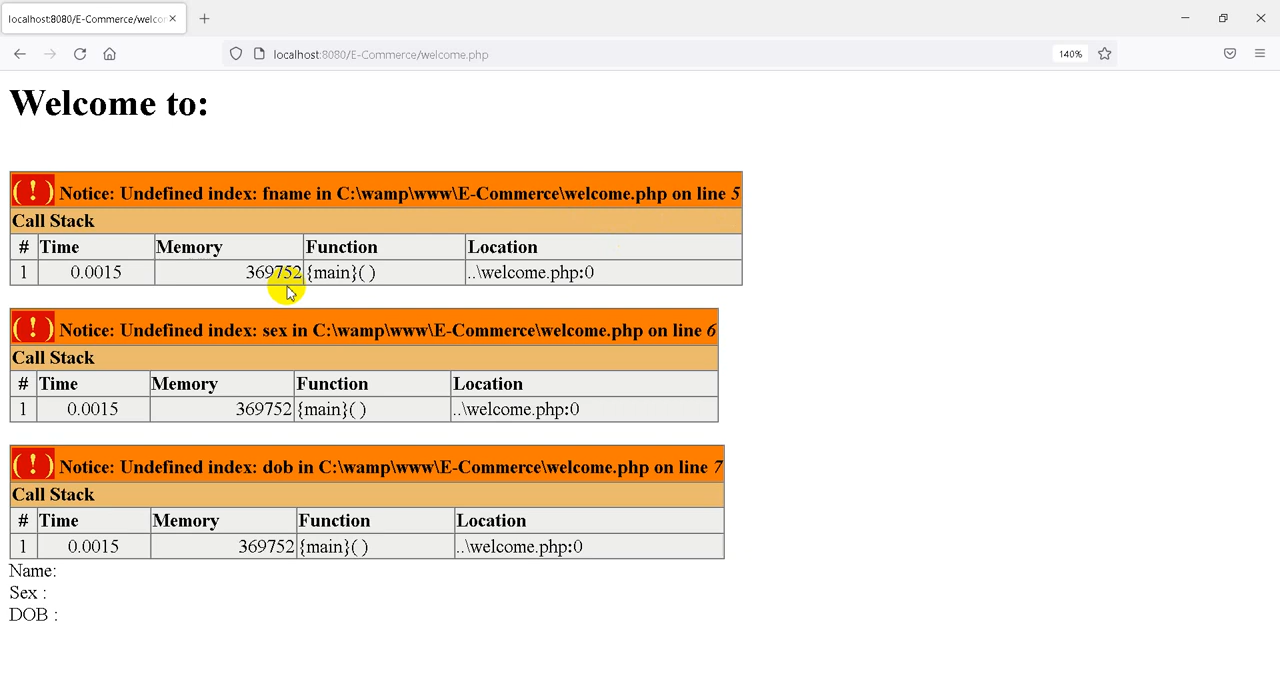 localhost:8080/E-Commerce/welcor
localhost:8080/E-Commerce/welcome.php
140%
Welcome to:
( ! ) Notice: Undefined index: fname in C:\wamp\www\E-Commerce\welcome.php on line 5
Call Stack
# Time Memory Function Location
1 0.0015 369752 {main}( ) ..\welcome.php:0
( ! ) Notice: Undefined index: sex in C:\wamp\www\E-Commerce\welcome.php on line 6
Call Stack
# Time Memory Function Location
1 0.0015 369752 {main}( ) ..\welcome.php:0
( ! ) Notice: Undefined index: dob in C:\wamp\www\E-Commerce\welcome.php on line 7
Call Stack
# Time Memory Function Location
1 0.0015 369752 {main}( ) ..\welcome.php:0
Name:
Sex :
DOB :